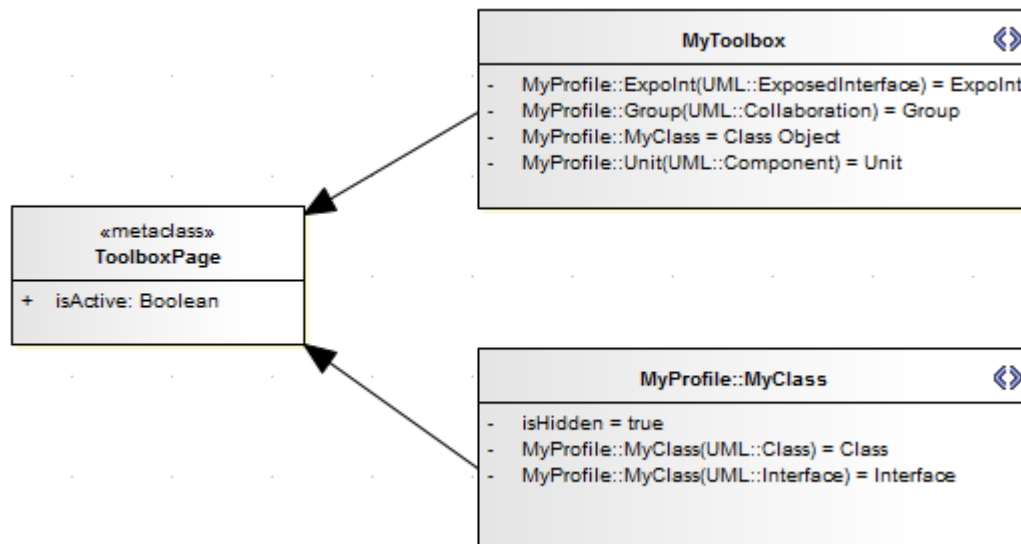 MyToolbox
- MyProfile::ExpoInt(UML::ExposedInterface) = ExpoInt
- MyProfile::Group(UML::Collaboration) = Group
- MyProfile::MyClass = Class Object
- MyProfile::Unit(UML::Component) = Unit
«metaclass»
ToolboxPage
+ isActive: Boolean
MyProfile::MyClass
- isHidden = true
- MyProfile::MyClass(UML::Class) = Class
- MyProfile::MyClass(UML::Interface) = Interface